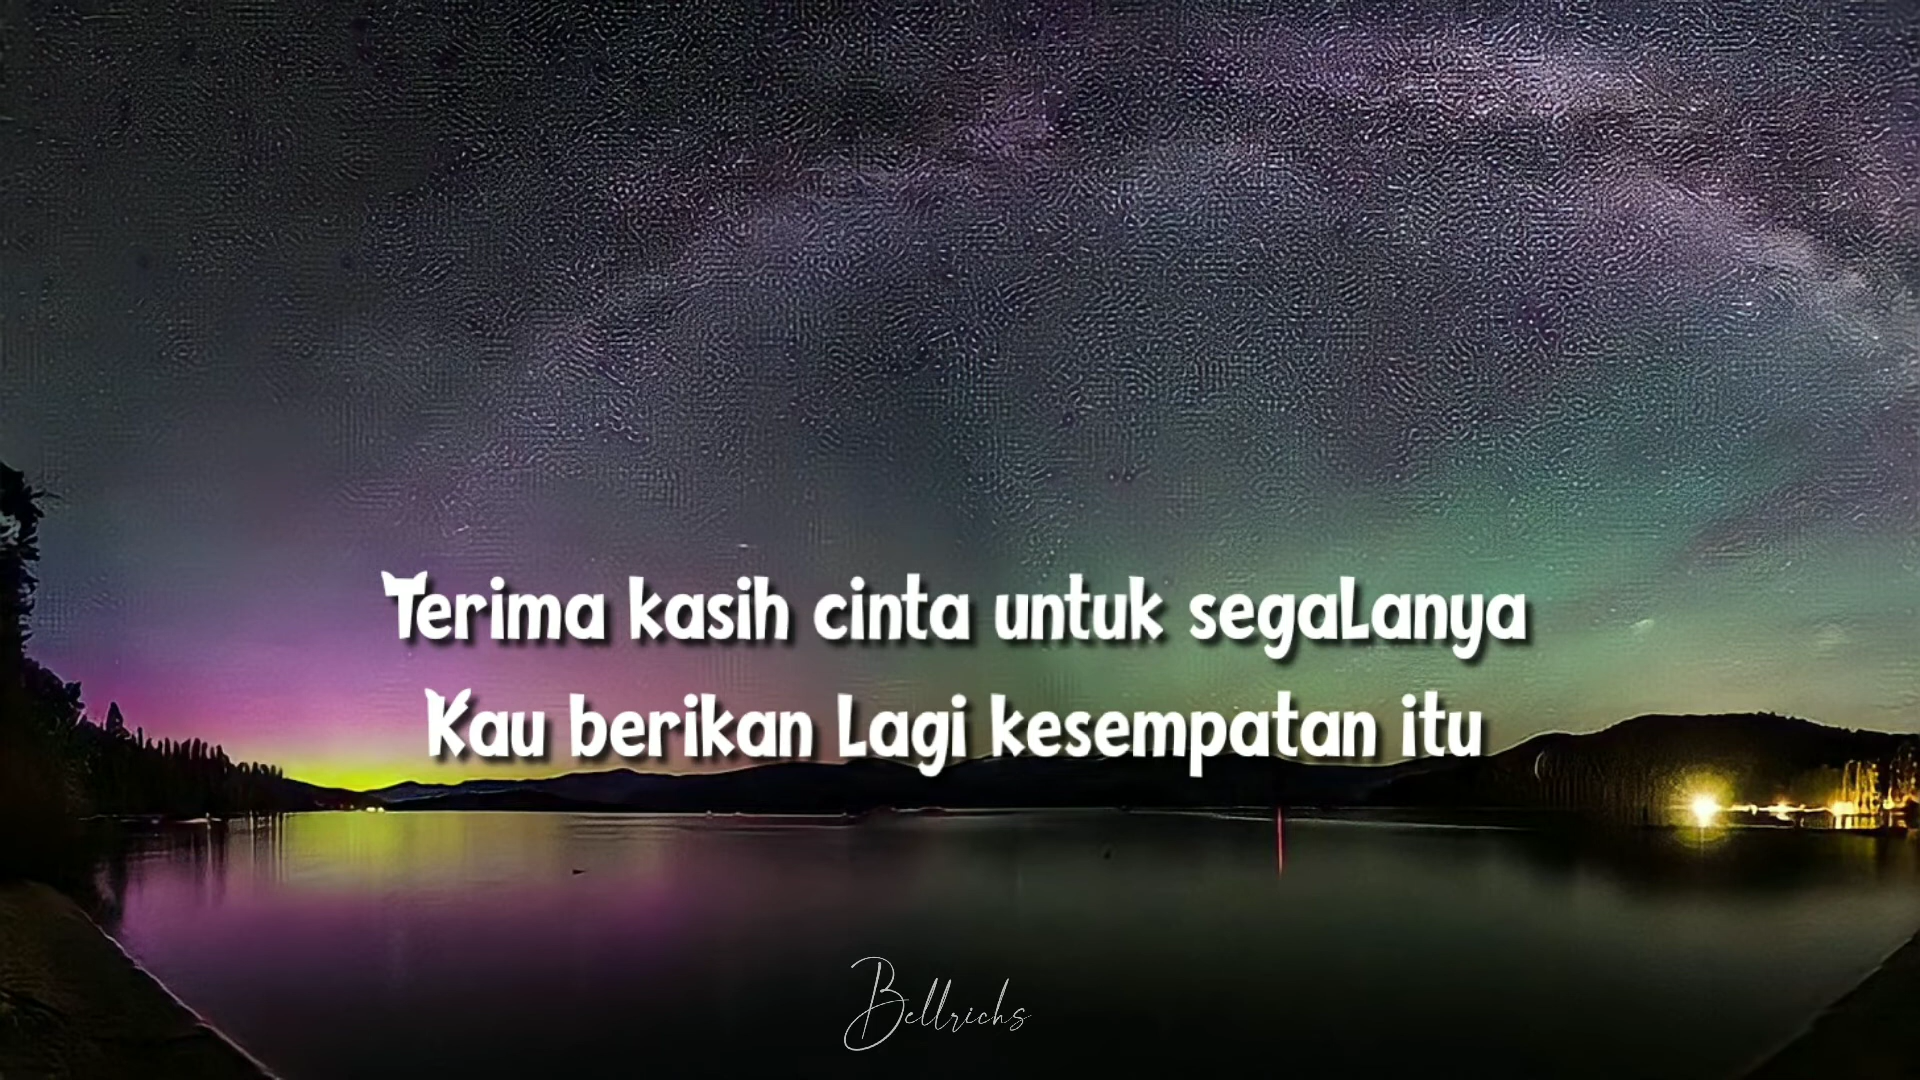 Terima kasih cinta untuk segalanya
Kau berikan lagi kesempatan itu
Bellrichs